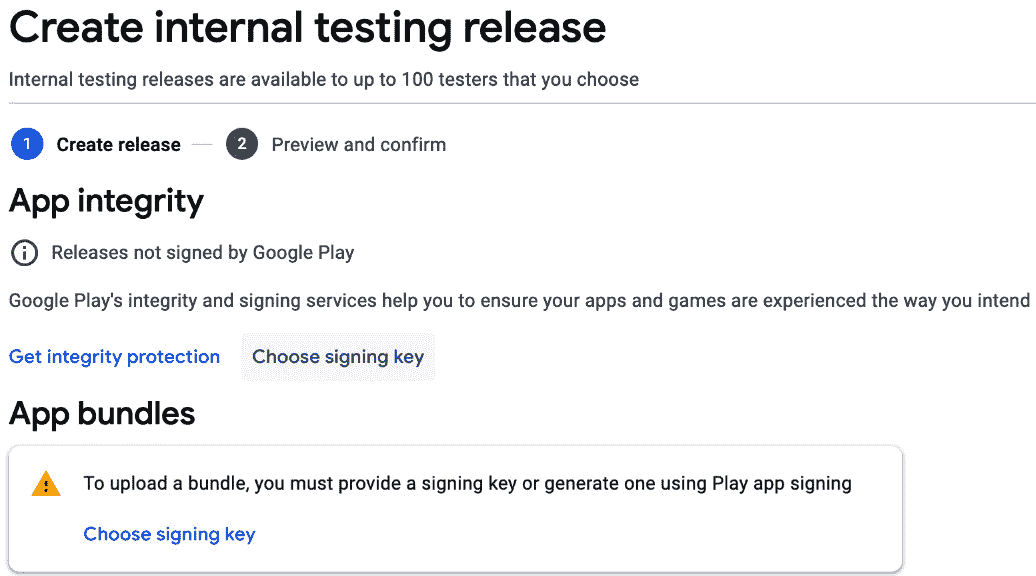 Create internal testing release
Internal testing releases are available to up to 100 testers that you choose
1 Create release — 2 Preview and confirm
App integrity
Releases not signed by Google Play
Google Play's integrity and signing services help you to ensure your apps and games are experienced the way you intend
Get integrity protection Choose signing key
App bundles
To upload a bundle, you must provide a signing key or generate one using Play app signing
Choose signing key